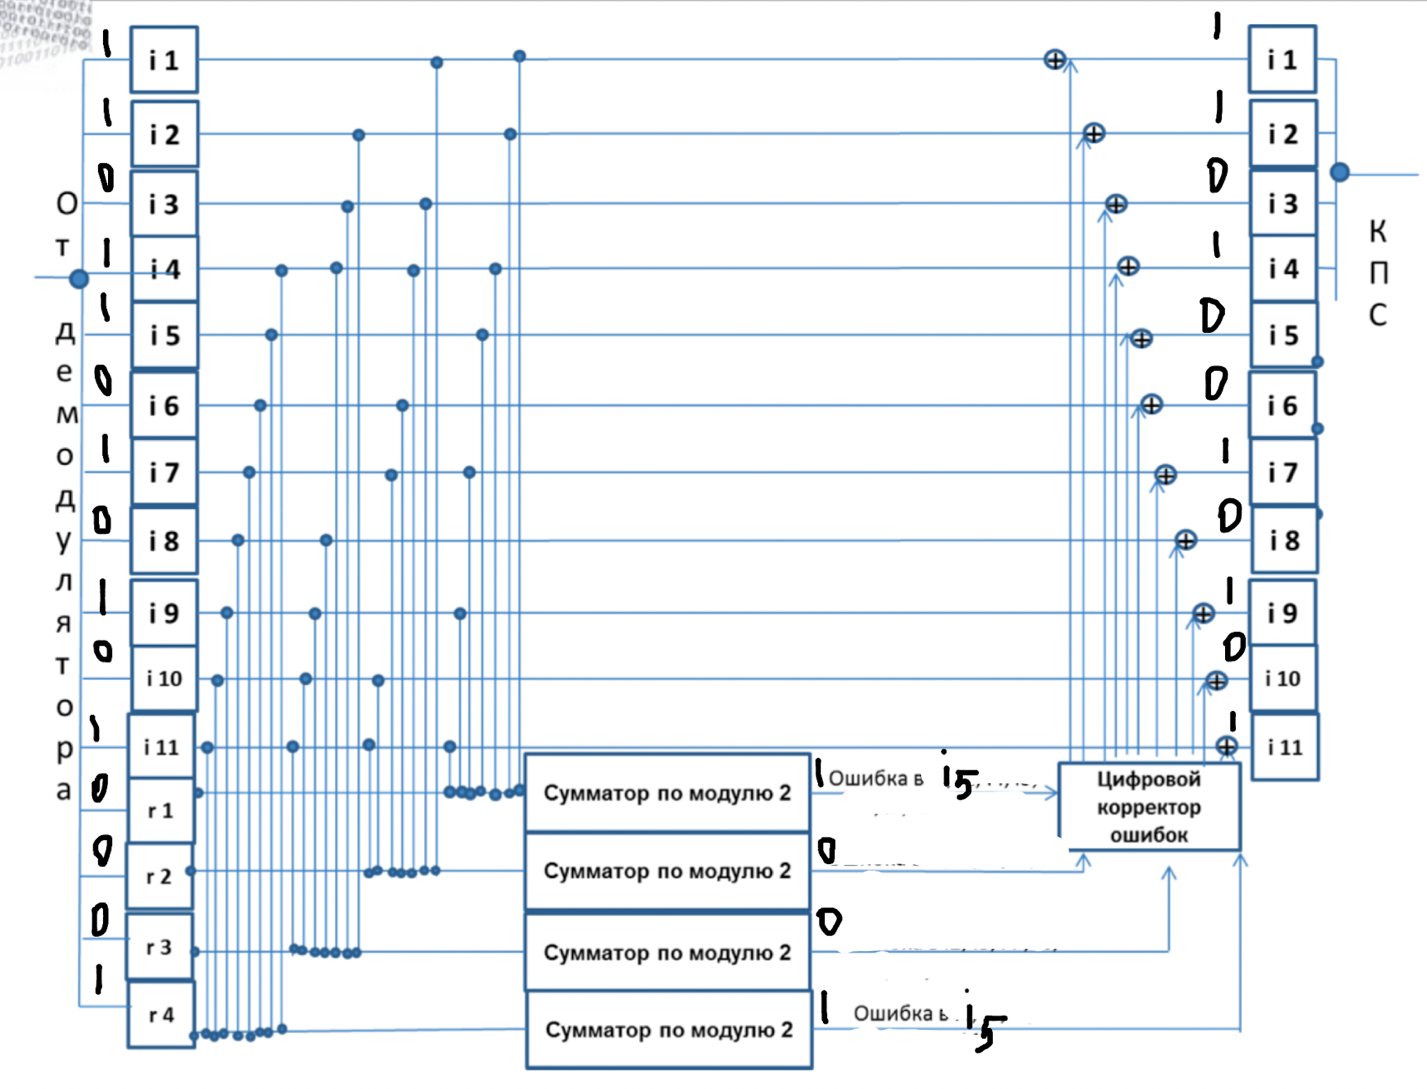 1 i 1 1 i 1
1 i 2 1 i 2
0 i 3 0 i 3
1 i 4 1 i 4
1 i 5 0 i 5
0 i 6 0 i 6
1 i 7 1 i 7
0 i 8 0 i 8
1 i 9 1 i 9
0 i 10 0 i 10
1 i 11 1 i 11
0 r 1
0 r 2
0 r 3
1 r 4
От демодулятора
Сумматор по модулю 2 1 Ошибка в i5
Сумматор по модулю 2 0
Сумматор по модулю 2 0
Сумматор по модулю 2 1 Ошибка в i5
Цифровой
корректор
ошибок
КПС